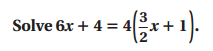 Solve 6x + 4 = 4(3/2x + 1).